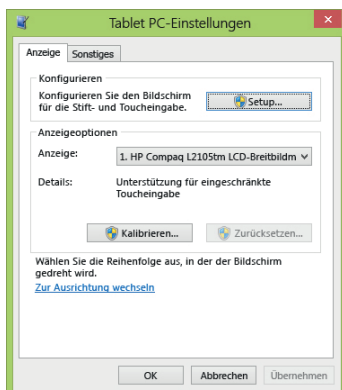 Tablet PC-Einstellungen
Anzeige Sonstiges
Konfigurieren
Konfigurieren Sie den Bildschirm
für die Stift- und Toucheingabe.
Setup...
Anzeigeoptionen
Anzeige:
1. HP Compaq L2105tm LCD-Breitbildm
Details:
Unterstützung für eingeschränkte
Toucheingabe
Kalibrieren... Zurücksetzen...
Wählen Sie die Reihenfolge aus, in der der Bildschirm
gedreht wird.
Zur Ausrichtung wechseln
OK Abbrechen Übernehmen